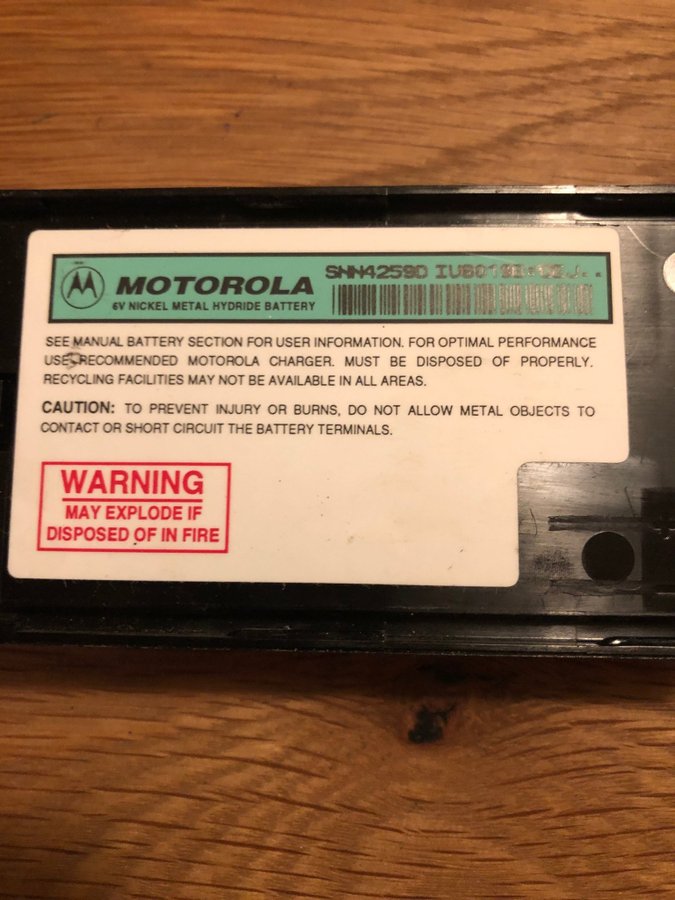 MOTOROLA
6V NICKEL METAL HYDRIDE BATTERY
SNN4259D
SEE MANUAL BATTERY SECTION FOR USER INFORMATION. FOR OPTIMAL PERFORMANCE
USE RECOMMENDED MOTOROLA CHARGER. MUST BE DISPOSED OF PROPERLY.
RECYCLING FACILITIES MAY NOT BE AVAILABLE IN ALL AREAS.
CAUTION: TO PREVENT INJURY OR BURNS, DO NOT ALLOW METAL OBJECTS TO
CONTACT OR SHORT CIRCUIT THE BATTERY TERMINALS.
WARNING
MAY EXPLODE IF
DISPOSED OF IN FIRE